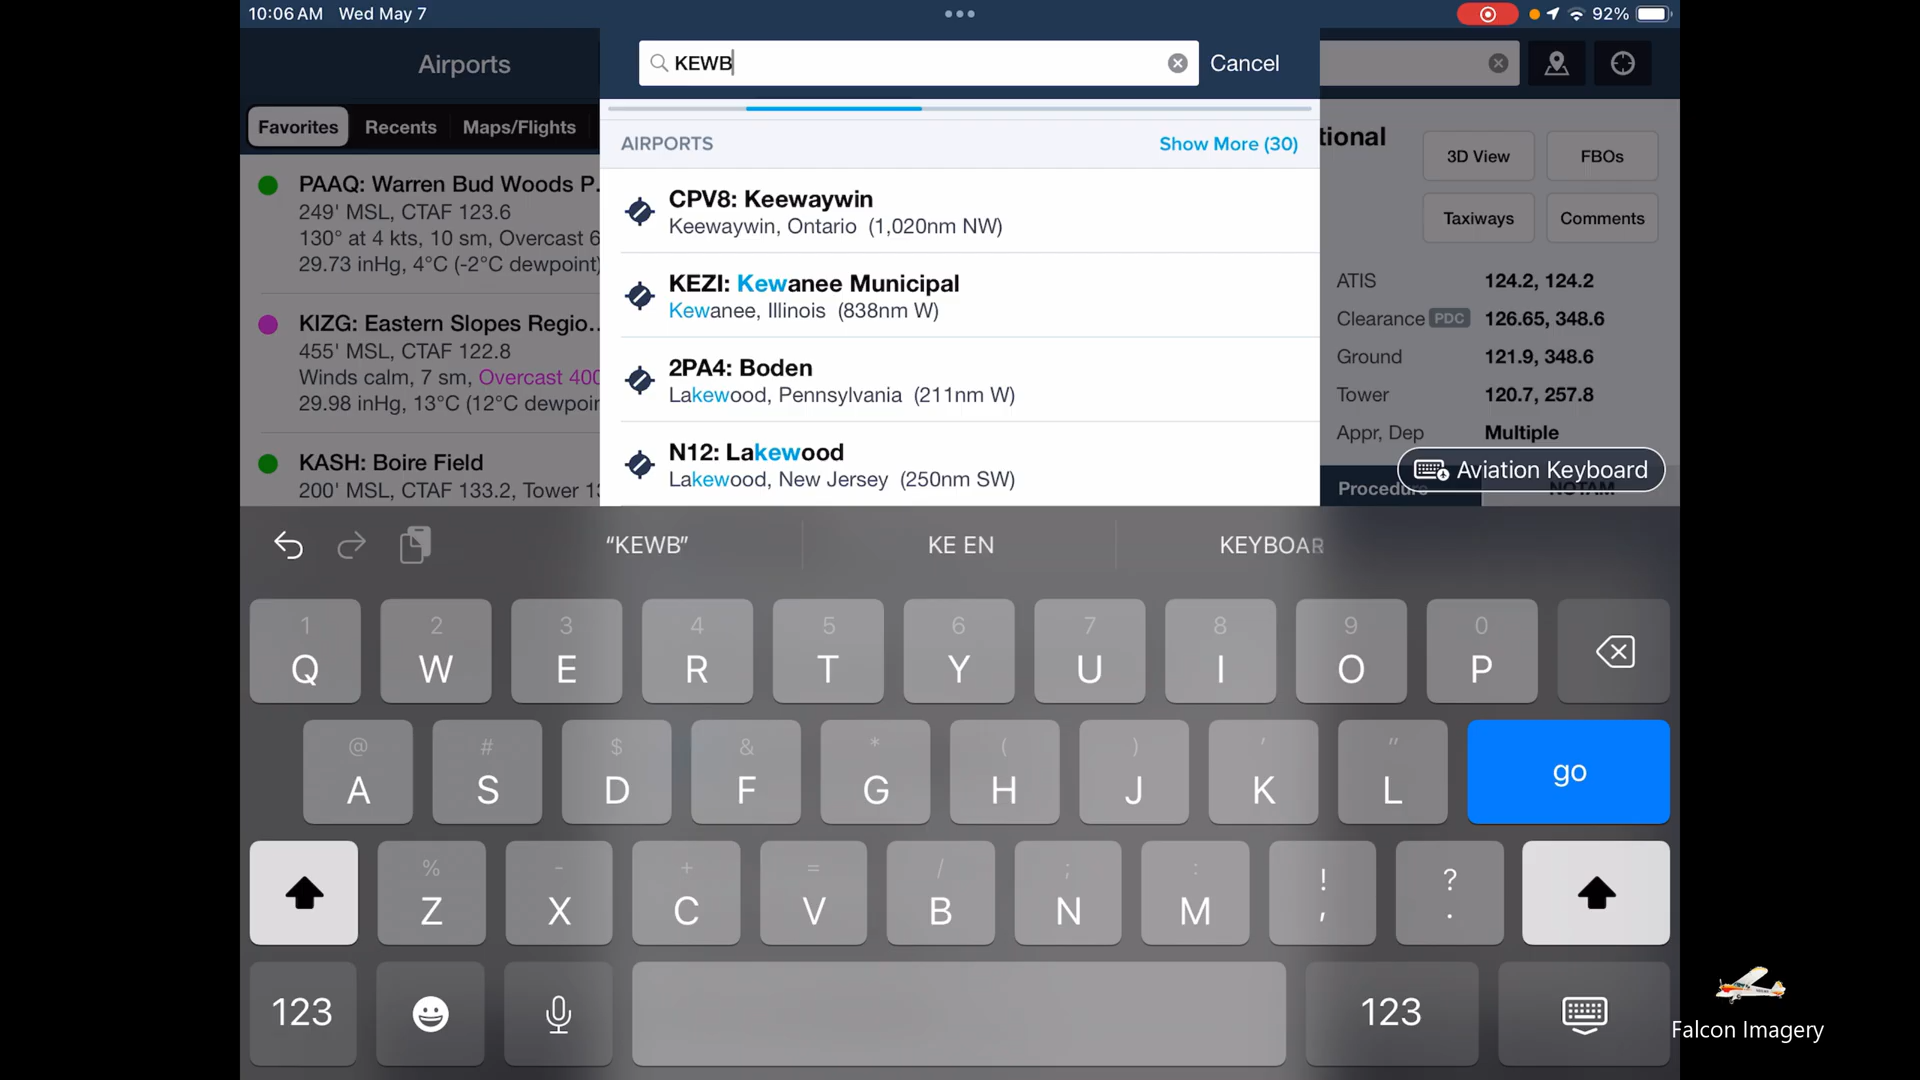 10:06 AM Wed May 7
92%
Airports
KEWB
Cancel
Favorites Recents Maps/Flights
AIRPORTS
Show More (30)
PAAQ: Warren Bud Woods P...
249' MSL, CTAF 123.6
130° at 4 kts, 10 sm, Overcast 6
29.73 inHg, 4°C (-2°C dewpoint)
KIZG: Eastern Slopes Regio...
455' MSL, CTAF 122.8
Winds calm, 7 sm, Overcast 400
29.98 inHg, 13°C (12°C dewpoin
KASH: Boire Field
200' MSL, CTAF 133.2, Tower 13
CPV8: Keewaywin
Keewaywin, Ontario (1,020nm NW)
KEZI: Kewanee Municipal
Kewanee, Illinois (838nm W)
2PA4: Boden
Lakewood, Pennsylvania (211nm W)
N12: Lakewood
Lakewood, New Jersey (250nm SW)
tional
3D View FBOs
Taxiways Comments
ATIS 124.2, 124.2
Clearance PDC 126.65, 348.6
Ground 121.9, 348.6
Tower 120.7, 257.8
Appr, Dep Multiple
Aviation Keyboard
Procedure NOTAM
“KEWB” KE EN KEYBOAR
1 2 3 4 5 6 7 8 9 0
Q W E R T Y U I O P
@ # $ & * ( ) ' "
A S D F G H J K L go
% - + = / ; : ! ?
Z X C V B N M , .
123 123
Falcon Imagery